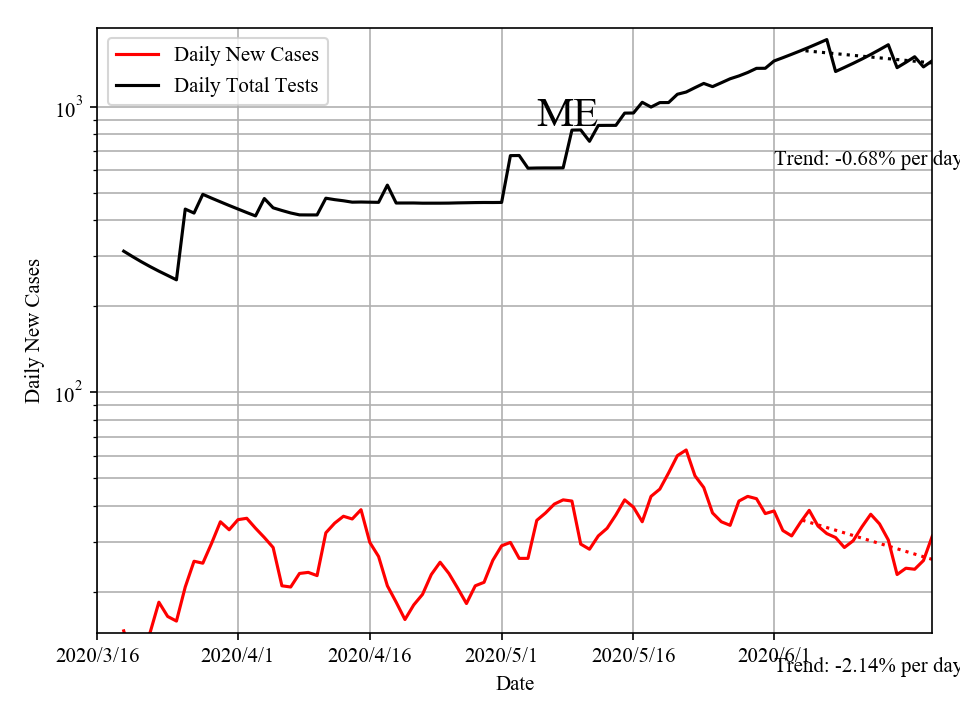 Daily New Cases
Daily Total Tests
ME
10^3
Trend: -0.68% per day
10^2
Daily New Cases
2020/3/16
2020/4/1
2020/4/16
2020/5/1
2020/5/16
2020/6/1
Trend: -2.14% per day
Date